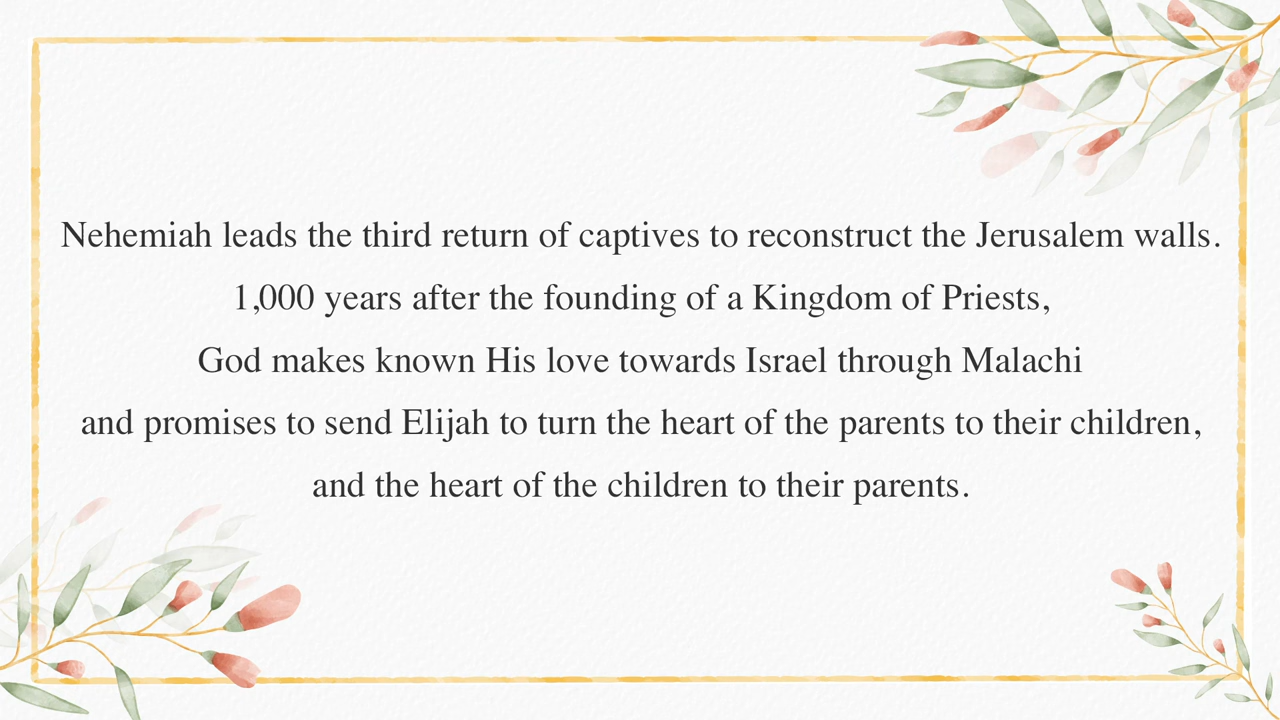 Nehemiah leads the third return of captives to reconstruct the Jerusalem walls.
1,000 years after the founding of a Kingdom of Priests,
God makes known His love towards Israel through Malachi
and promises to send Elijah to turn the heart of the parents to their children,
and the heart of the children to their parents.